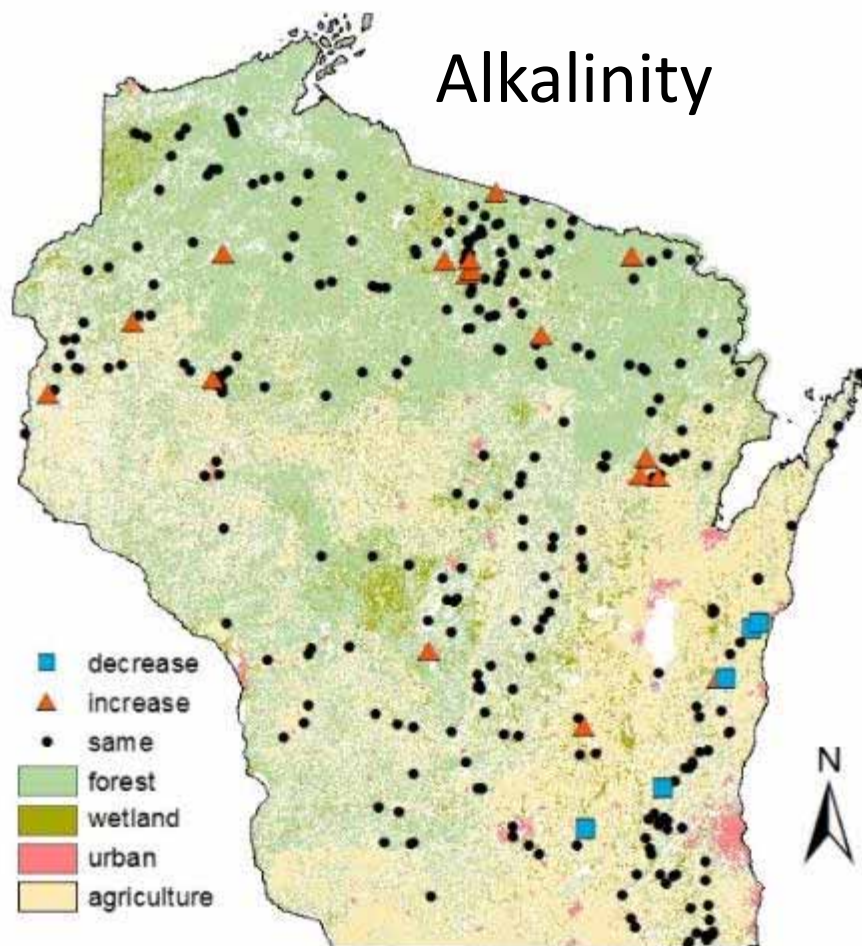 Alkalinity
decrease
increase
same
forest
wetland
urban
agriculture
N